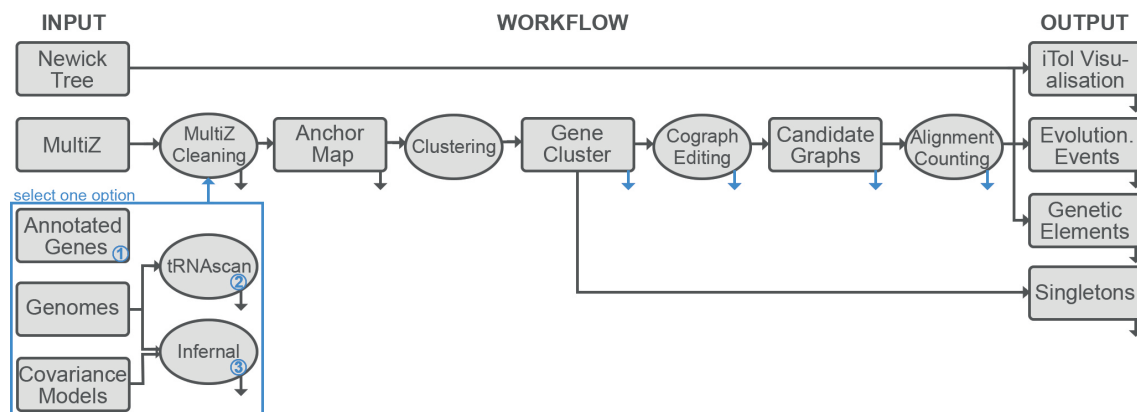 INPUT
WORKFLOW
OUTPUT
Newick
Tree
iTol Visu-
alisation
MultiZ
MultiZ
Cleaning
Anchor
Map
Clustering
Gene
Cluster
Cograph
Editing
Candidate
Graphs
Alignment
Counting
Evolution.
Events
select one option
Annotated
Genes
1
tRNAscan
2
Genetic
Elements
Genomes
Singletons
Infernal
3
Covariance
Models